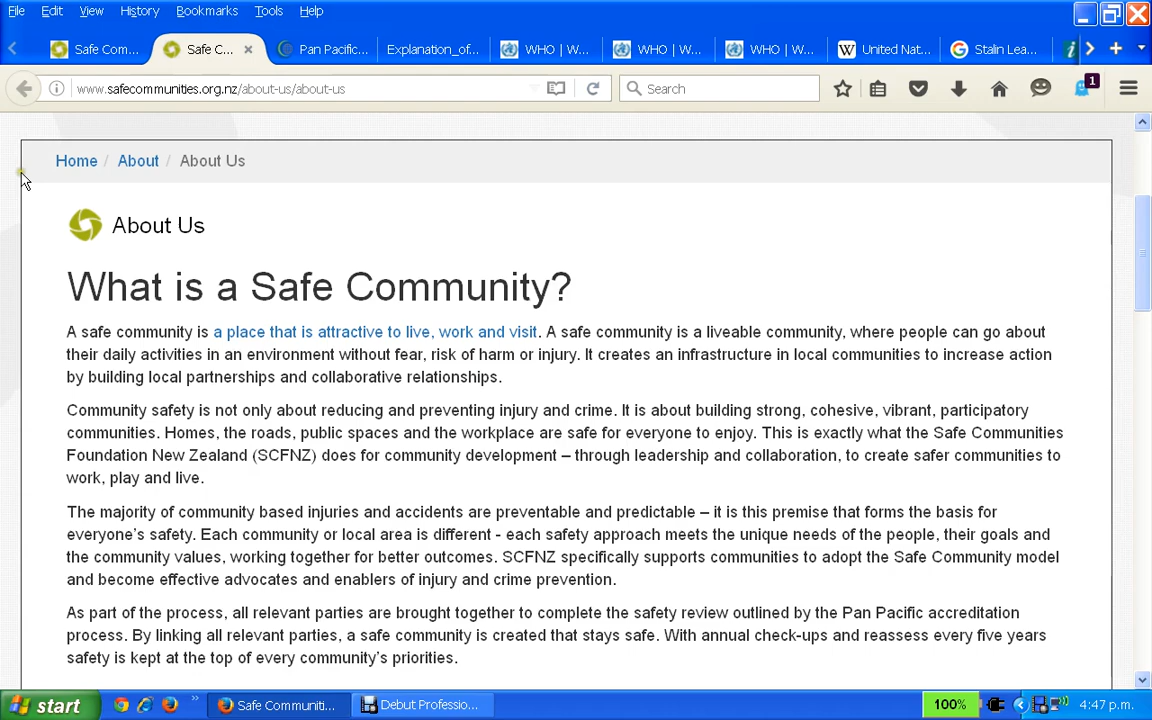 File Edit View History Bookmarks Tools Help
Safe Com... Safe C... Pan Pacific... Explanation_of... WHO | W... WHO | W... WHO | W... United Nat... Stalin Lea...
www.safecommunities.org.nz/about-us/about-us Search 1
Home / About / About Us
About Us
What is a Safe Community?
A safe community is a place that is attractive to live, work and visit. A safe community is a liveable community, where people can go about
their daily activities in an environment without fear, risk of harm or injury. It creates an infrastructure in local communities to increase action
by building local partnerships and collaborative relationships.
Community safety is not only about reducing and preventing injury and crime. It is about building strong, cohesive, vibrant, participatory
communities. Homes, the roads, public spaces and the workplace are safe for everyone to enjoy. This is exactly what the Safe Communities
Foundation New Zealand (SCFNZ) does for community development – through leadership and collaboration, to create safer communities to
work, play and live.
The majority of community based injuries and accidents are preventable and predictable – it is this premise that forms the basis for
everyone's safety. Each community or local area is different - each safety approach meets the unique needs of the people, their goals and
the community values, working together for better outcomes. SCFNZ specifically supports communities to adopt the Safe Community model
and become effective advocates and enablers of injury and crime prevention.
As part of the process, all relevant parties are brought together to complete the safety review outlined by the Pan Pacific accreditation
process. By linking all relevant parties, a safe community is created that stays safe. With annual check-ups and reassess every five years
safety is kept at the top of every community's priorities.
start Safe Communiti... Debut Professio... 100% 4:47 p.m.